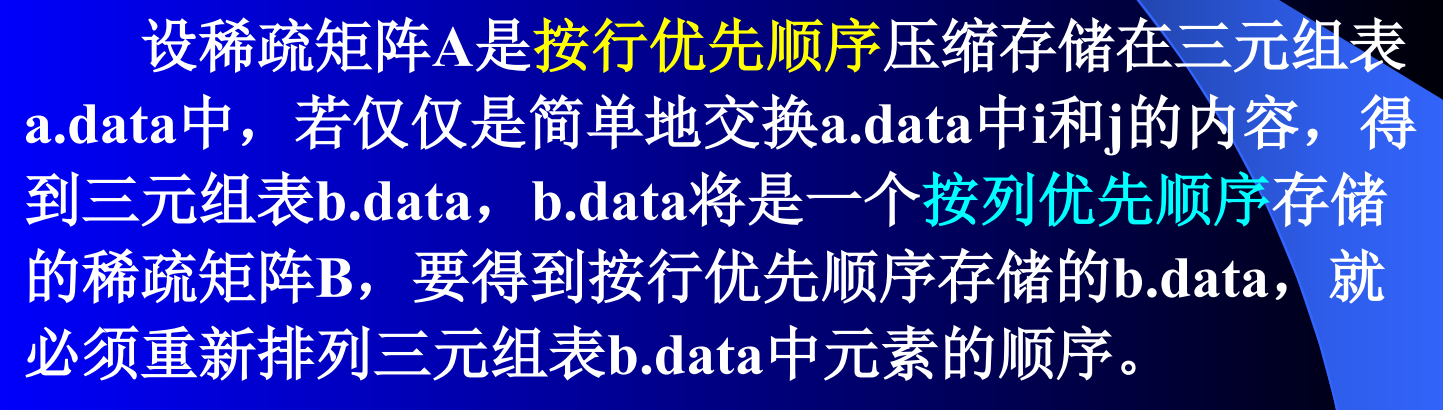 设稀疏矩阵A是按行优先顺序压缩存储在三元组表
a.data中，若仅仅是简单地交换a.data中i和j的内容，得
到三元组表b.data，b.data将是一个按列优先顺序存储
的稀疏矩阵B，要得到按行优先顺序存储的b.data，就
必须重新排列三元组表b.data中元素的顺序。